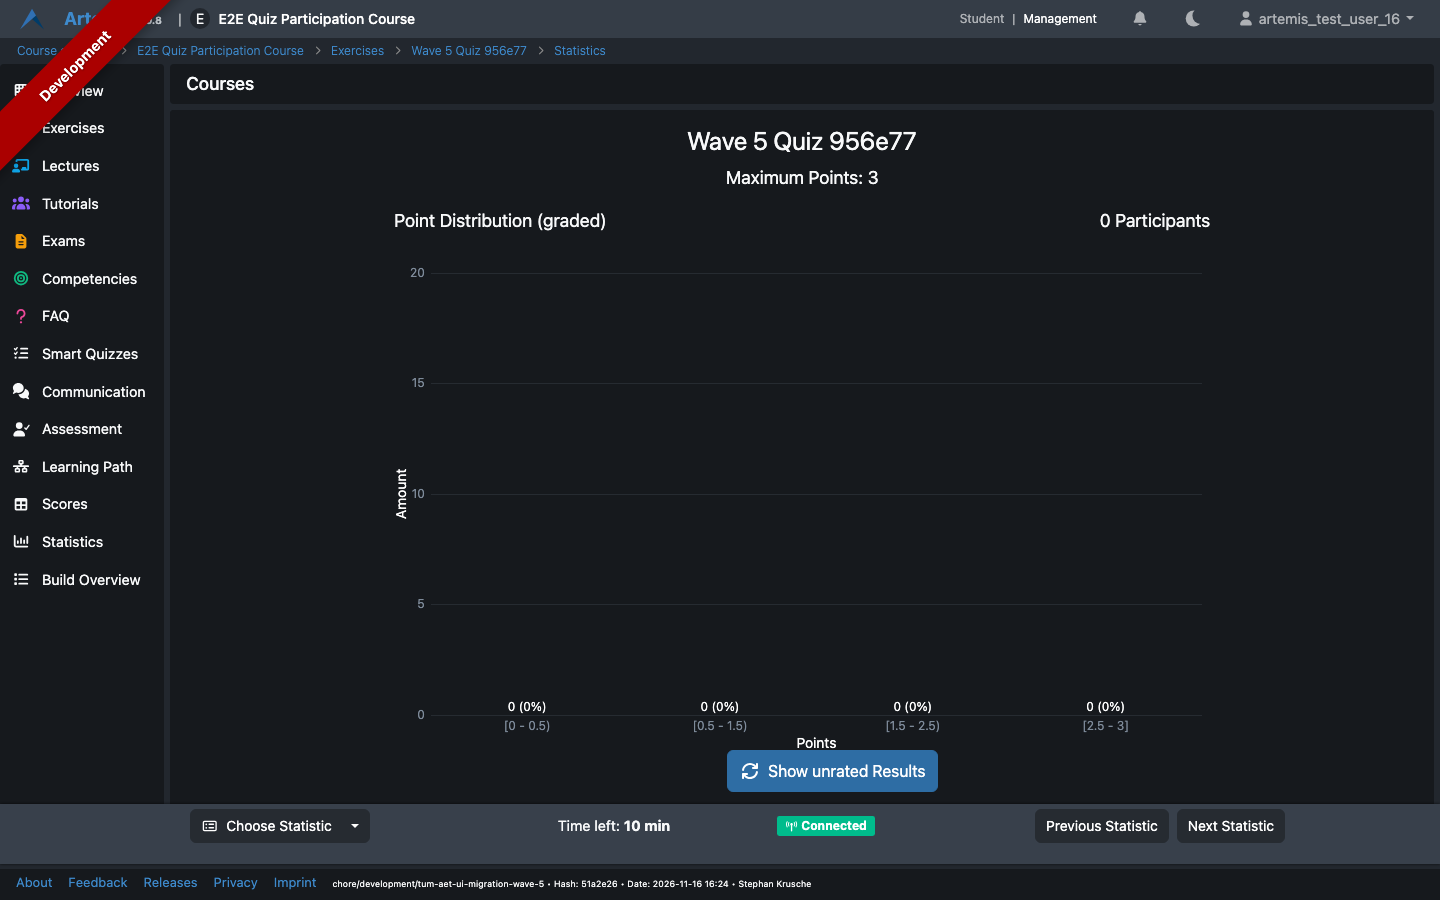 E E2E Quiz Participation Course
Student | Management
artemis_test_user_16
Course
E2E Quiz Participation Course
Exercises
Wave 5 Quiz 956e77
Statistics
Development
Exercises
Lectures
Tutorials
Exams
Competencies
FAQ
Smart Quizzes
Communication
Assessment
Learning Path
Scores
Statistics
Build Overview
Courses
Wave 5 Quiz 956e77
Maximum Points: 3
Point Distribution (graded)
0 Participants
20
15
10
5
0
Amount
0 (0%) 0 (0%) 0 (0%) 0 (0%)
[0 - 0.5) [0.5 - 1.5) [1.5 - 2.5) [2.5 - 3]
Points
Show unrated Results
Choose Statistic
Time left: 10 min
Connected
Previous Statistic
Next Statistic
About Feedback Releases Privacy Imprint
chore/development/tum-aet-ui-migration-wave-5 • Hash: 51a2e26 • Date: 2026-11-16 16:24 • Stephan Krusche